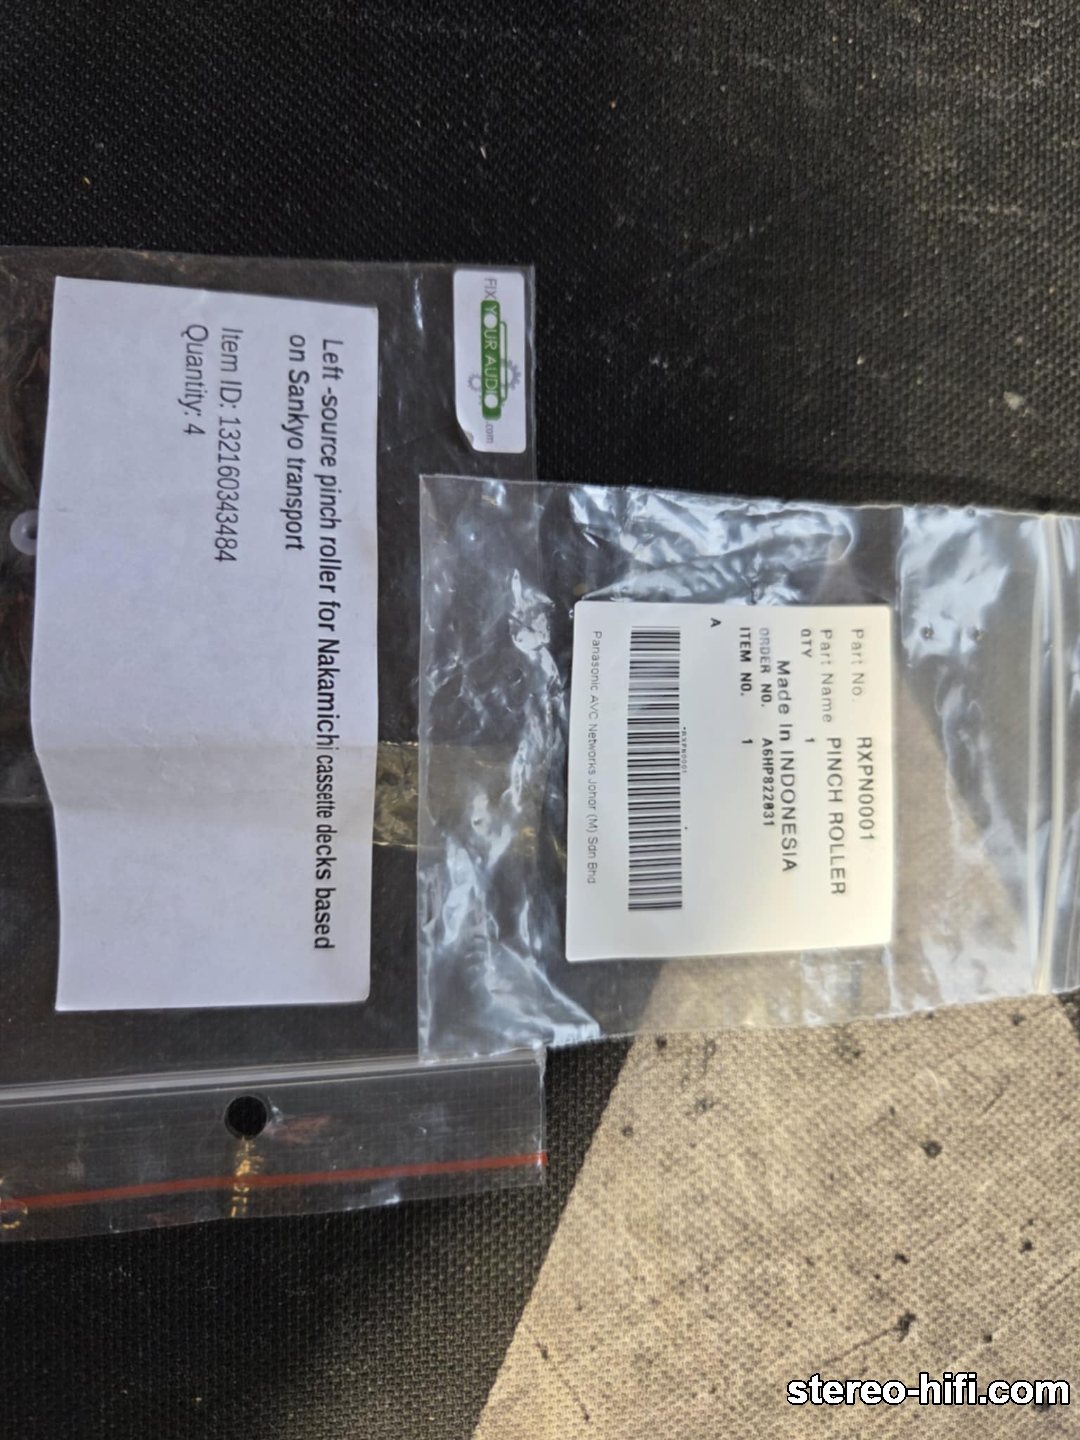 FIX YOUR AUDIO .com
Left -source pinch roller for Nakamichi cassette decks based
on Sankyo transport
Item ID: 132160343484
Quantity: 4
Part No. RXPN0001
Part Name PINCH ROLLER
QTY 1
Made In INDONESIA
ORDER NO. A6HP822031
ITEM NO. 1
A
*RXPN0001
Panasonic AVC Networks Johor (M) Sdn Bhd
stereo-hifi.com